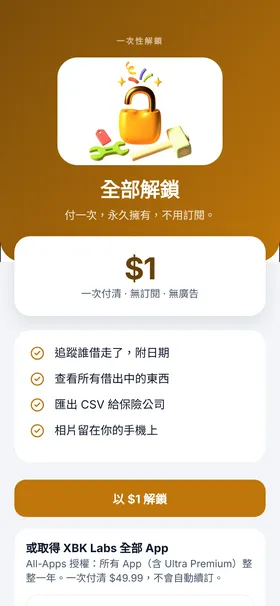 一次性解鎖
全部解鎖
付一次，永久擁有，不用訂閱。
$1
一次付清 · 無訂閱 · 無廣告
追蹤誰借走了，附日期
查看所有借出中的東西
匯出 CSV 給保險公司
相片留在你的手機上
以 $1 解鎖
或取得 XBK Labs 全部 App
All-Apps 授權：所有 App（含 Ultra Premium）整
整一年。一次付清 $49.99，不會自動續訂。